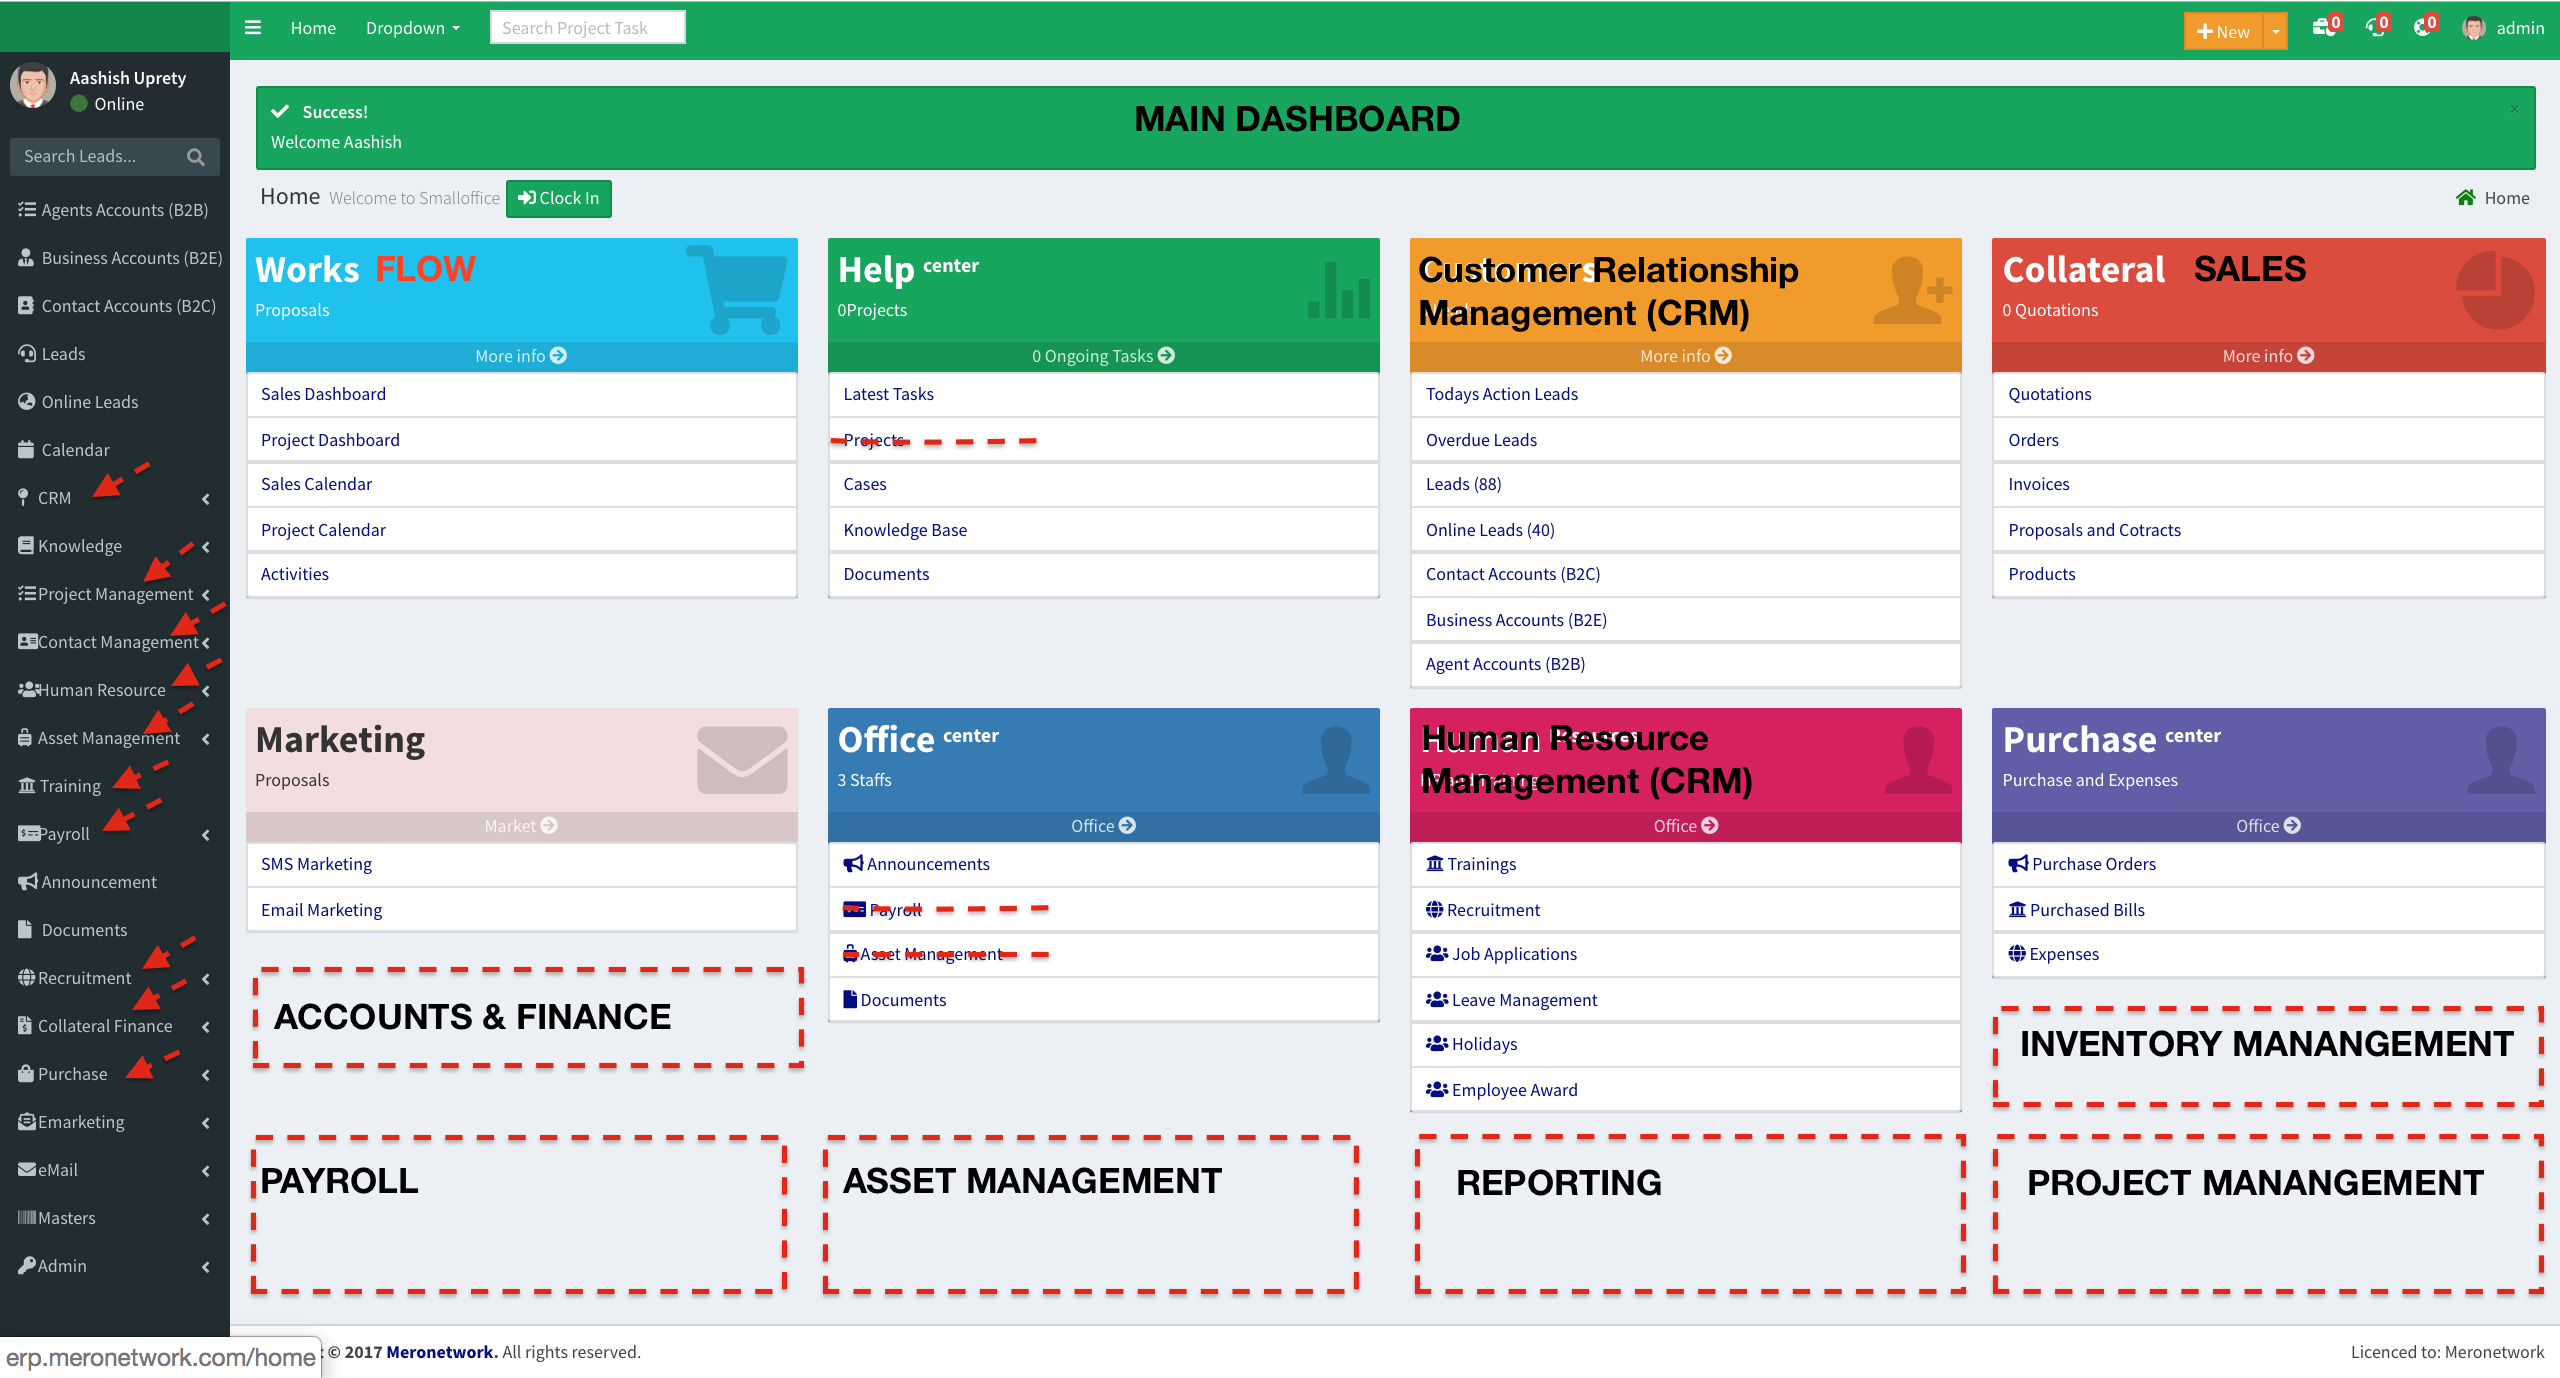 Home
Dropdown
Search Project Task
New
0
0
0
admin
Aashish Uprety
Online
Search Leads...
Agents Accounts (B2B)
Business Accounts (B2E)
Contact Accounts (B2C)
Leads
Online Leads
Calendar
CRM
Knowledge
Project Management
Contact Management
Human Resource
Asset Management
Training
Payroll
Announcement
Documents
Recruitment
Collateral Finance
Purchase
Emarketing
eMail
Masters
Admin
Success!
Welcome Aashish
MAIN DASHBOARD
×
Home Welcome to Smalloffice
Clock In
Home
Works FLOW
Proposals
More info
Sales Dashboard
Project Dashboard
Sales Calendar
Project Calendar
Activities
Help center
0Projects
0 Ongoing Tasks
Latest Tasks
Projects
Cases
Knowledge Base
Documents
Customer Relationship
Management (CRM)
More info
Todays Action Leads
Overdue Leads
Leads (88)
Online Leads (40)
Contact Accounts (B2C)
Business Accounts (B2E)
Agent Accounts (B2B)
Collateral SALES
0 Quotations
More info
Quotations
Orders
Invoices
Proposals and Cotracts
Products
Marketing
Proposals
Market
SMS Marketing
Email Marketing
Office center
3 Staffs
Office
Announcements
Payroll
Asset Management
Documents
Human Resource
Management (CRM)
Office
Trainings
Recruitment
Job Applications
Leave Management
Holidays
Employee Award
Purchase center
Purchase and Expenses
Office
Purchase Orders
Purchased Bills
Expenses
ACCOUNTS & FINANCE
INVENTORY MANANGEMENT
PAYROLL
ASSET MANAGEMENT
REPORTING
PROJECT MANANGEMENT
erp.meronetwork.com/home
© 2017 Meronetwork. All rights reserved.
Licenced to: Meronetwork